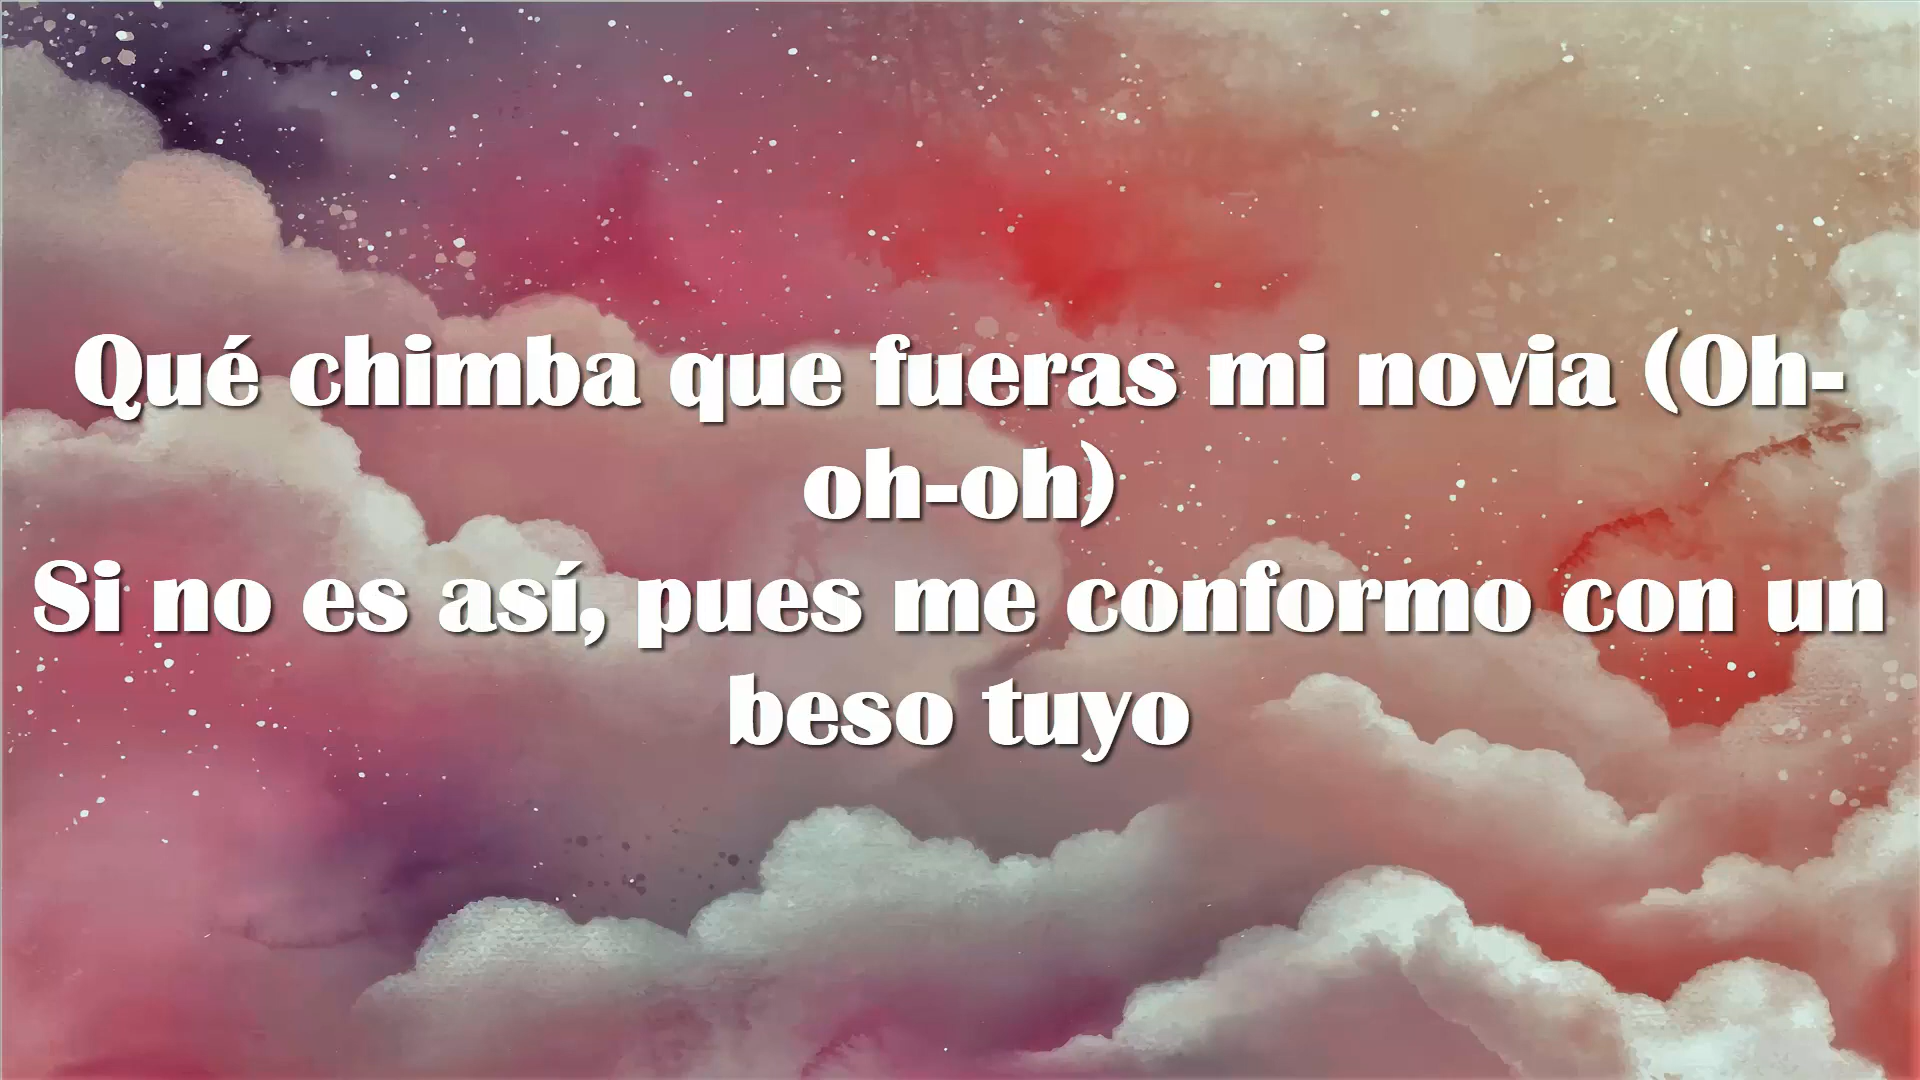 Qué chimba que fueras mi novia (Oh-
oh-oh)
Si no es así, pues me conformo con un
beso tuyo